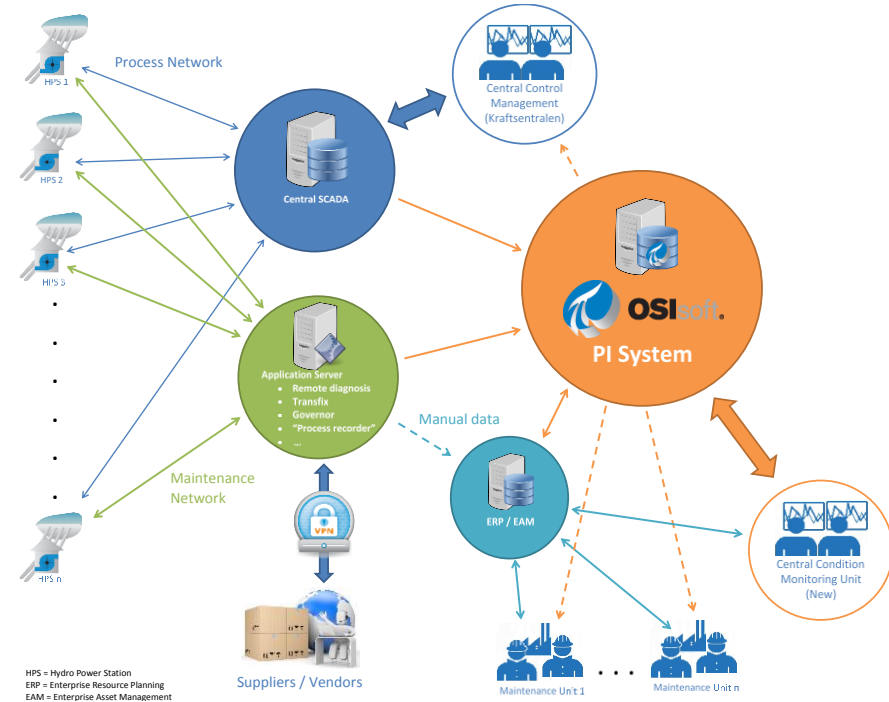 Process Network
HPS 1
HPS 2
HPS 3
HPS n
Central SCADA
Central Control
Management
(Kraftsentralen)
OSIsoft.
PI System
Application Server
• Remote diagnosis
• Transfix
• Governor
• "Process recorder"
• ...
Manual data
Maintenance
Network
VPN
ERP / EAM
Central Condition
Monitoring Unit
(New)
Suppliers / Vendors
Maintenance Unit 1
. . .
Maintenance Unit n
HPS = Hydro Power Station
ERP = Enterprise Resource Planning
EAM = Enterprise Asset Management